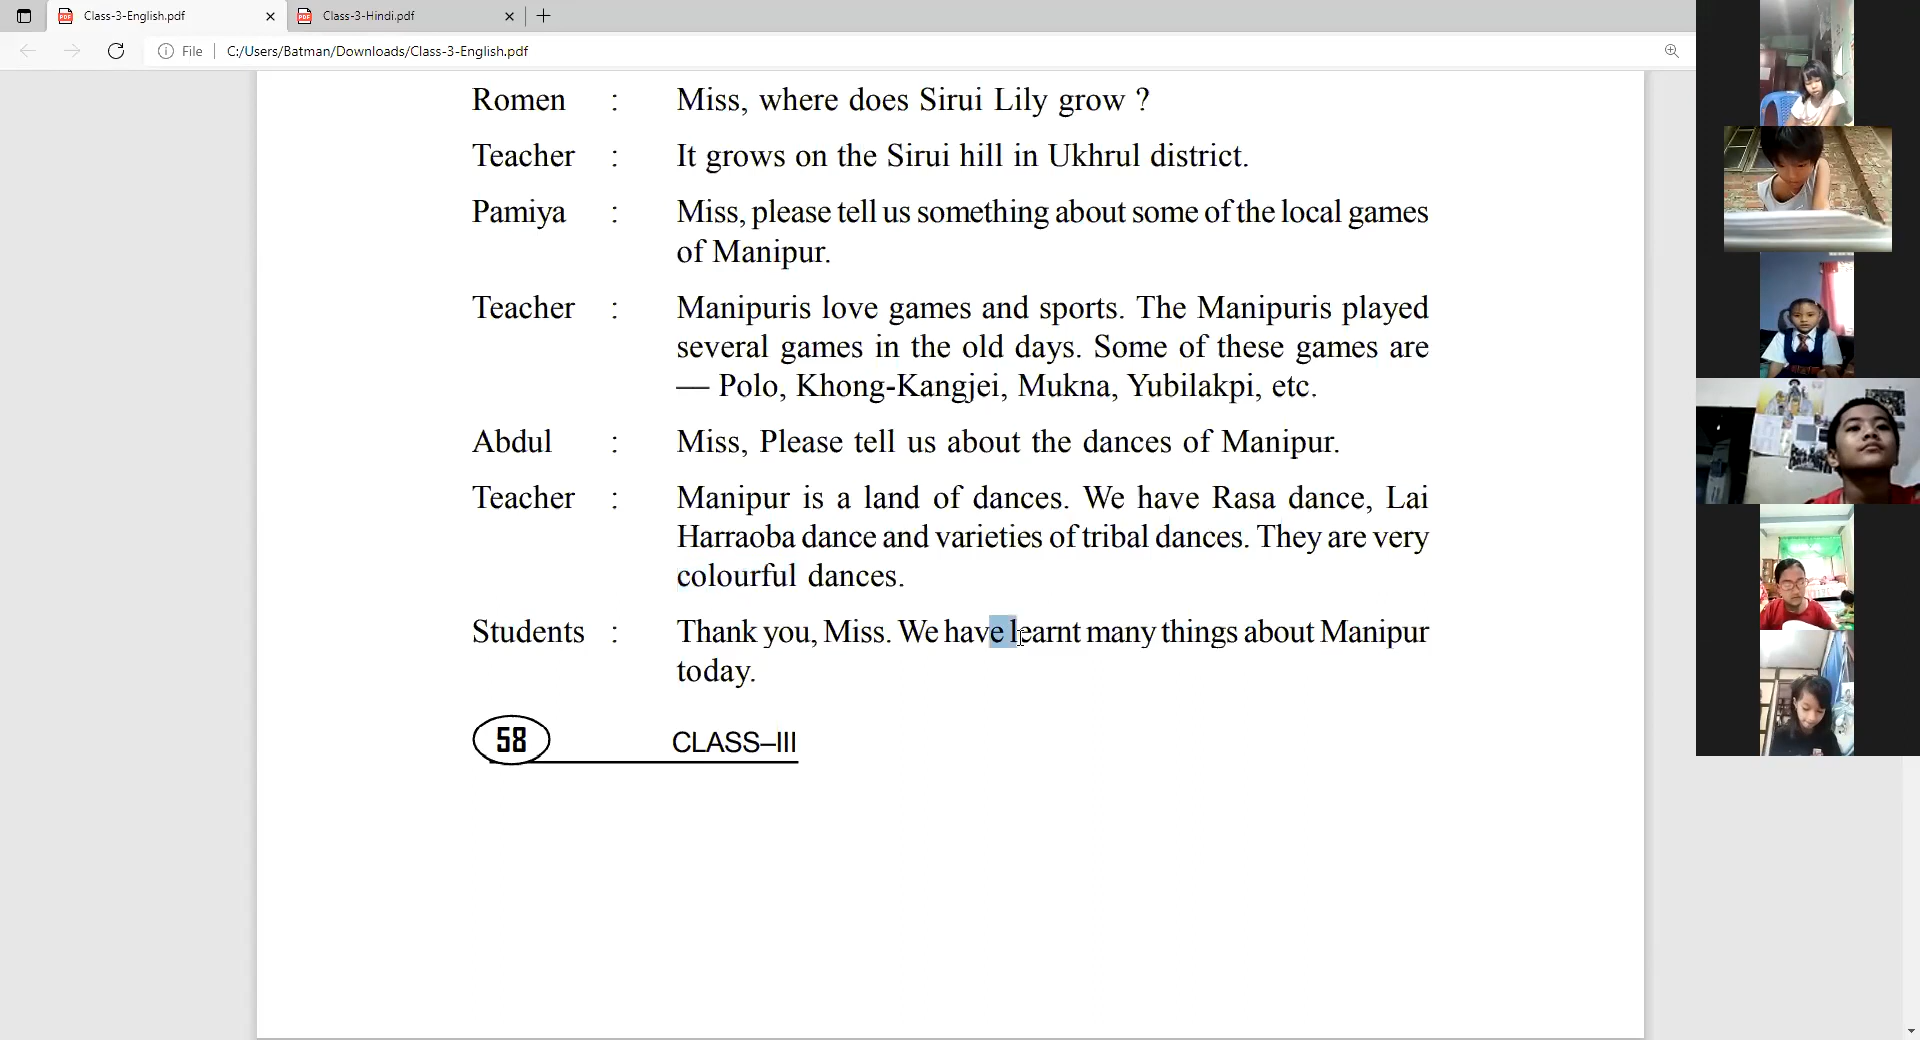 Class-3-English.pdf
Class-3-Hindi.pdf
File
C:/Users/Batman/Downloads/Class-3-English.pdf
Romen : Miss, where does Sirui Lily grow ?
Teacher : It grows on the Sirui hill in Ukhrul district.
Pamiya : Miss, please tell us something about some of the local games
of Manipur.
Teacher : Manipuris love games and sports. The Manipuris played
several games in the old days. Some of these games are
— Polo, Khong-Kangjei, Mukna, Yubilakpi, etc.
Abdul : Miss, Please tell us about the dances of Manipur.
Teacher : Manipur is a land of dances. We have Rasa dance, Lai
Harraoba dance and varieties of tribal dances. They are very
colourful dances.
Students : Thank you, Miss. We have learnt many things about Manipur
today.
58 CLASS–III